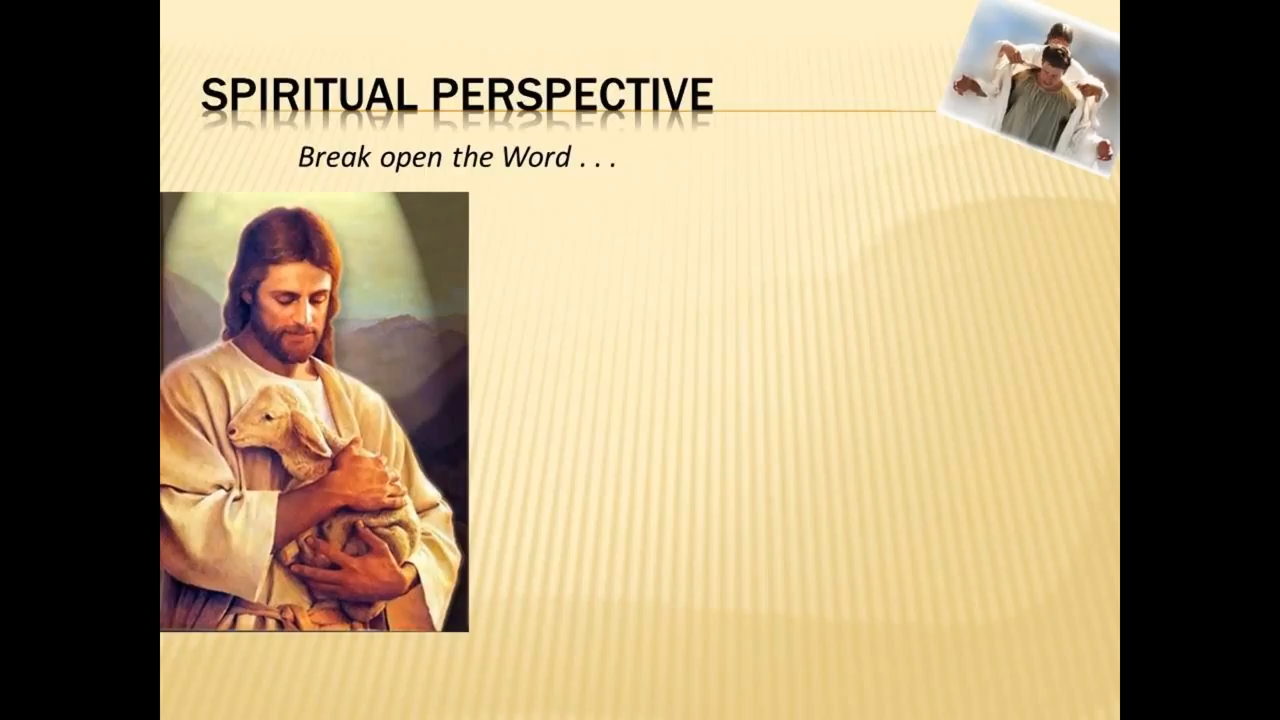 SPIRITUAL PERSPECTIVE
Break open the Word . . .